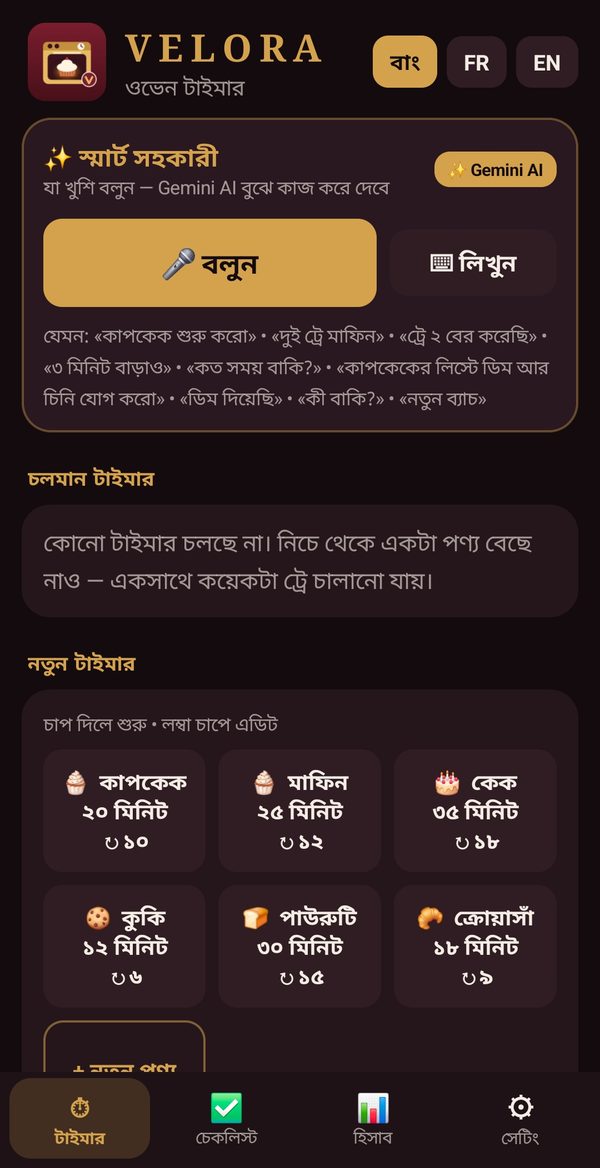 VELORA
ওভেন টাইমার
বাং
FR
EN
✨ স্মার্ট সহকারী
যা খুশি বলুন — Gemini AI বুঝে কাজ করে দেবে
✨ Gemini AI
🎤 বলুন
⌨ লিখুন
যেমন: «কাপকেক শুরু করো» • «দুই ট্রে মাফিন» • «ট্রে ২ বের করেছি» •
«৩ মিনিট বাড়াও» • «কত সময় বাকি?» • «কাপকেকের লিস্টে ডিম আর
চিনি যোগ করো» • «ডিম দিয়েছি» • «কী বাকি?» • «নতুন ব্যাচ»
চলমান টাইমার
কোনো টাইমার চলছে না। নিচে থেকে একটা পণ্য বেছে
নাও — একসাথে কয়েকটা ট্রে চালানো যায়।
নতুন টাইমার
চাপ দিলে শুরু • লম্বা চাপে এডিট
🧁 কাপকেক
২০ মিনিট
↻ ১০
🧁 মাফিন
২৫ মিনিট
↻ ১২
🎂 কেক
৩৫ মিনিট
↻ ১৮
🍪 কুকি
১২ মিনিট
↻ ৬
🍞 পাউরুটি
৩০ মিনিট
↻ ১৫
🥐 ক্রোয়াসাঁ
১৮ মিনিট
↻ ৯
+ নতুন পণ্য
টাইমার
চেকলিস্ট
হিসাব
সেটিং